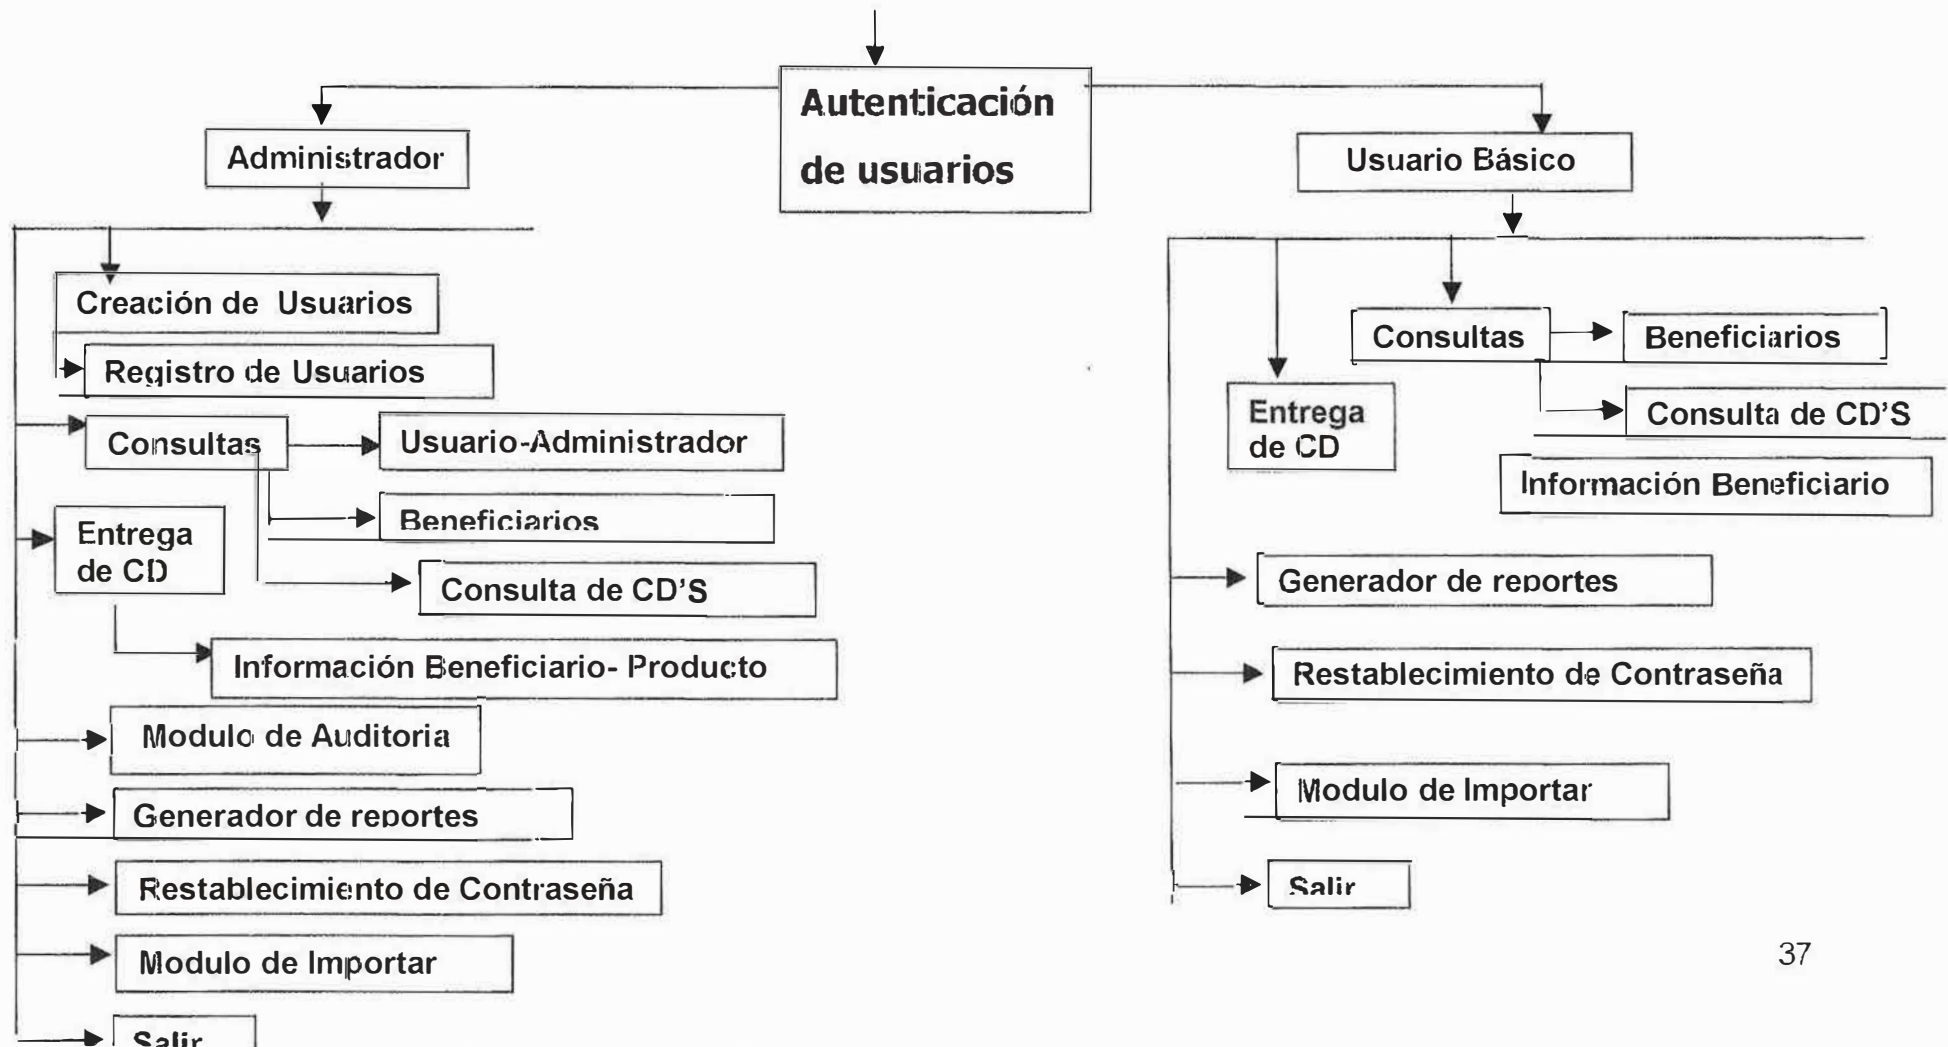 Autenticación
de usuarios
Administrador
Creación de Usuarios
Registro de Usuarios
Consultas
Usuario-Administrador
Beneficiarios
Consulta de CD'S
Entrega
de CD
Información Beneficiario- Producto
Modulo de Auditoria
Generador de reportes
Restablecimiento de Contraseña
Modulo de Importar
Salir
Usuario Básico
Consultas
Beneficiarios
Consulta de CD'S
Entrega
de CD
Información Beneficiario
Generador de reportes
Restablecimiento de Contraseña
Modulo de Importar
Salir
37